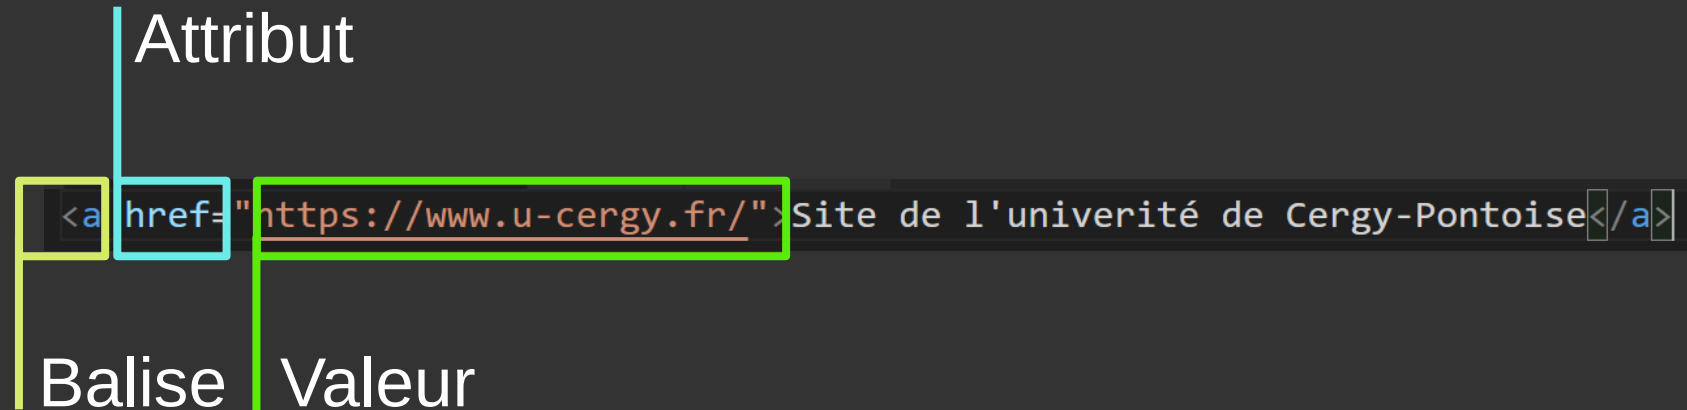 Attribut
<a href="https://www.u-cergy.fr/">Site de l'univerité de Cergy-Pontoise</a>
Balise Valeur